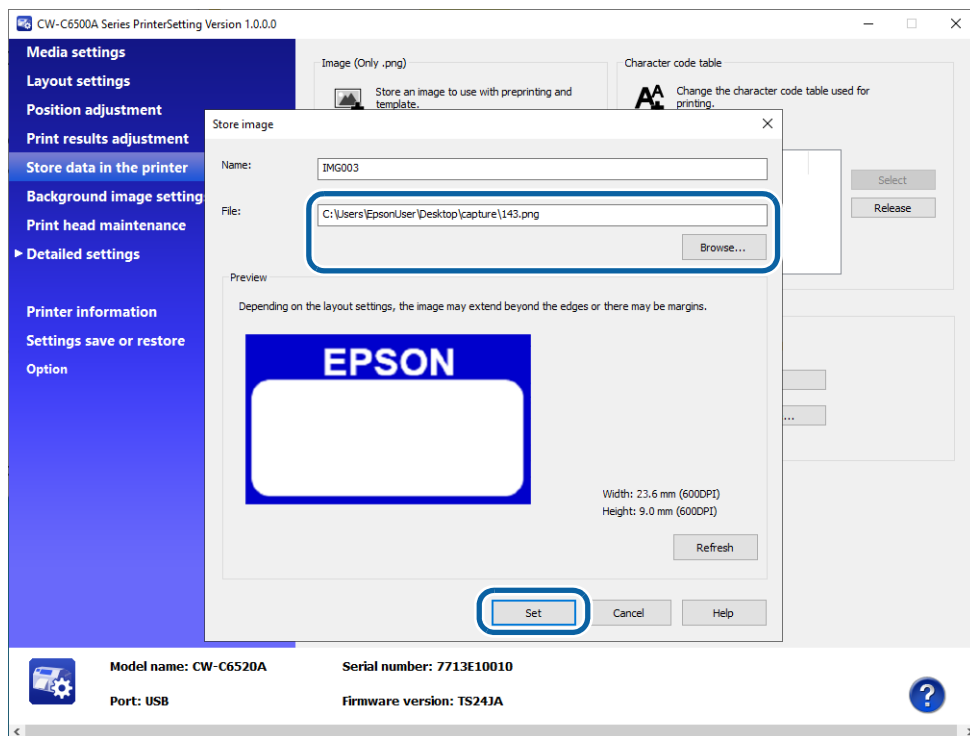 CW-C6500A Series PrinterSetting Version 1.0.0.0
Media settings
Layout settings
Position adjustment
Print results adjustment
Store data in the printer
Background image setting
Print head maintenance
Detailed settings
Printer information
Settings save or restore
Option
Image (Only .png)
Store an image to use with preprinting and
template.
Character code table
Change the character code table used for
printing.
Select
Release
...
Store image
Name:
IMG003
File:
C:\Users\EpsonUser\Desktop\capture\143.png
Browse...
Preview
Depending on the layout settings, the image may extend beyond the edges or there may be margins.
EPSON
Width: 23.6 mm (600DPI)
Height: 9.0 mm (600DPI)
Refresh
Set
Cancel
Help
Model name: CW-C6520A
Serial number: 7713E10010
Port: USB
Firmware version: TS24JA
?